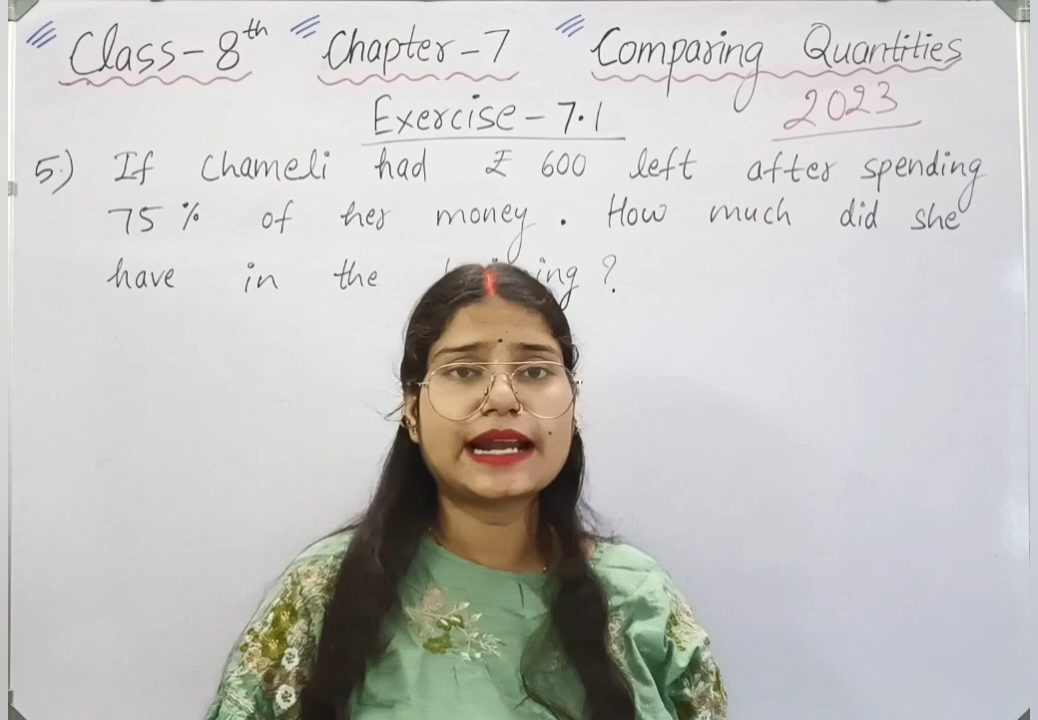 Class-8th Chapter-7 Comparing Quantities
Exercise-7.1 2023
5.) If Chameli had ₹ 600 left after spending
75% of her money. How much did she
have in the ?